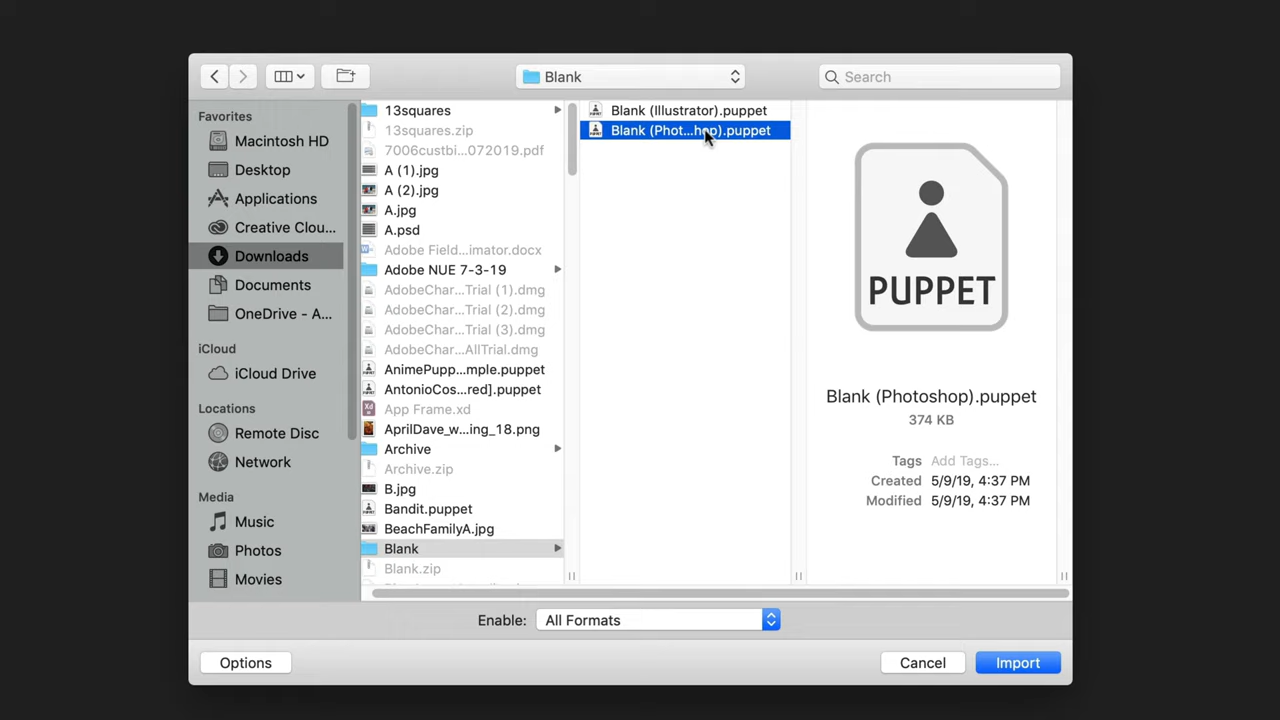 Blank
Search
Favorites
Macintosh HD
Desktop
Applications
Creative Clou...
Downloads
Documents
OneDrive - A...
iCloud
iCloud Drive
Locations
Remote Disc
Network
Media
Music
Photos
Movies
13squares
13squares.zip
7006custbi...072019.pdf
A (1).jpg
A (2).jpg
A.jpg
A.psd
Adobe Field...imator.docx
Adobe NUE 7-3-19
AdobeChar...Trial (1).dmg
AdobeChar...Trial (2).dmg
AdobeChar...Trial (3).dmg
AdobeChar...AllTrial.dmg
AnimePupp...mple.puppet
AntonioCos...red].puppet
App Frame.xd
AprilDave_w...ing_18.png
Archive
Archive.zip
B.jpg
Bandit.puppet
BeachFamilyA.jpg
Blank
Blank.zip
Blank (Illustrator).puppet
Blank (Phot...hop).puppet
PUPPET
Blank (Photoshop).puppet
374 KB
Tags Add Tags...
Created 5/9/19, 4:37 PM
Modified 5/9/19, 4:37 PM
Enable: All Formats
Options
Cancel
Import